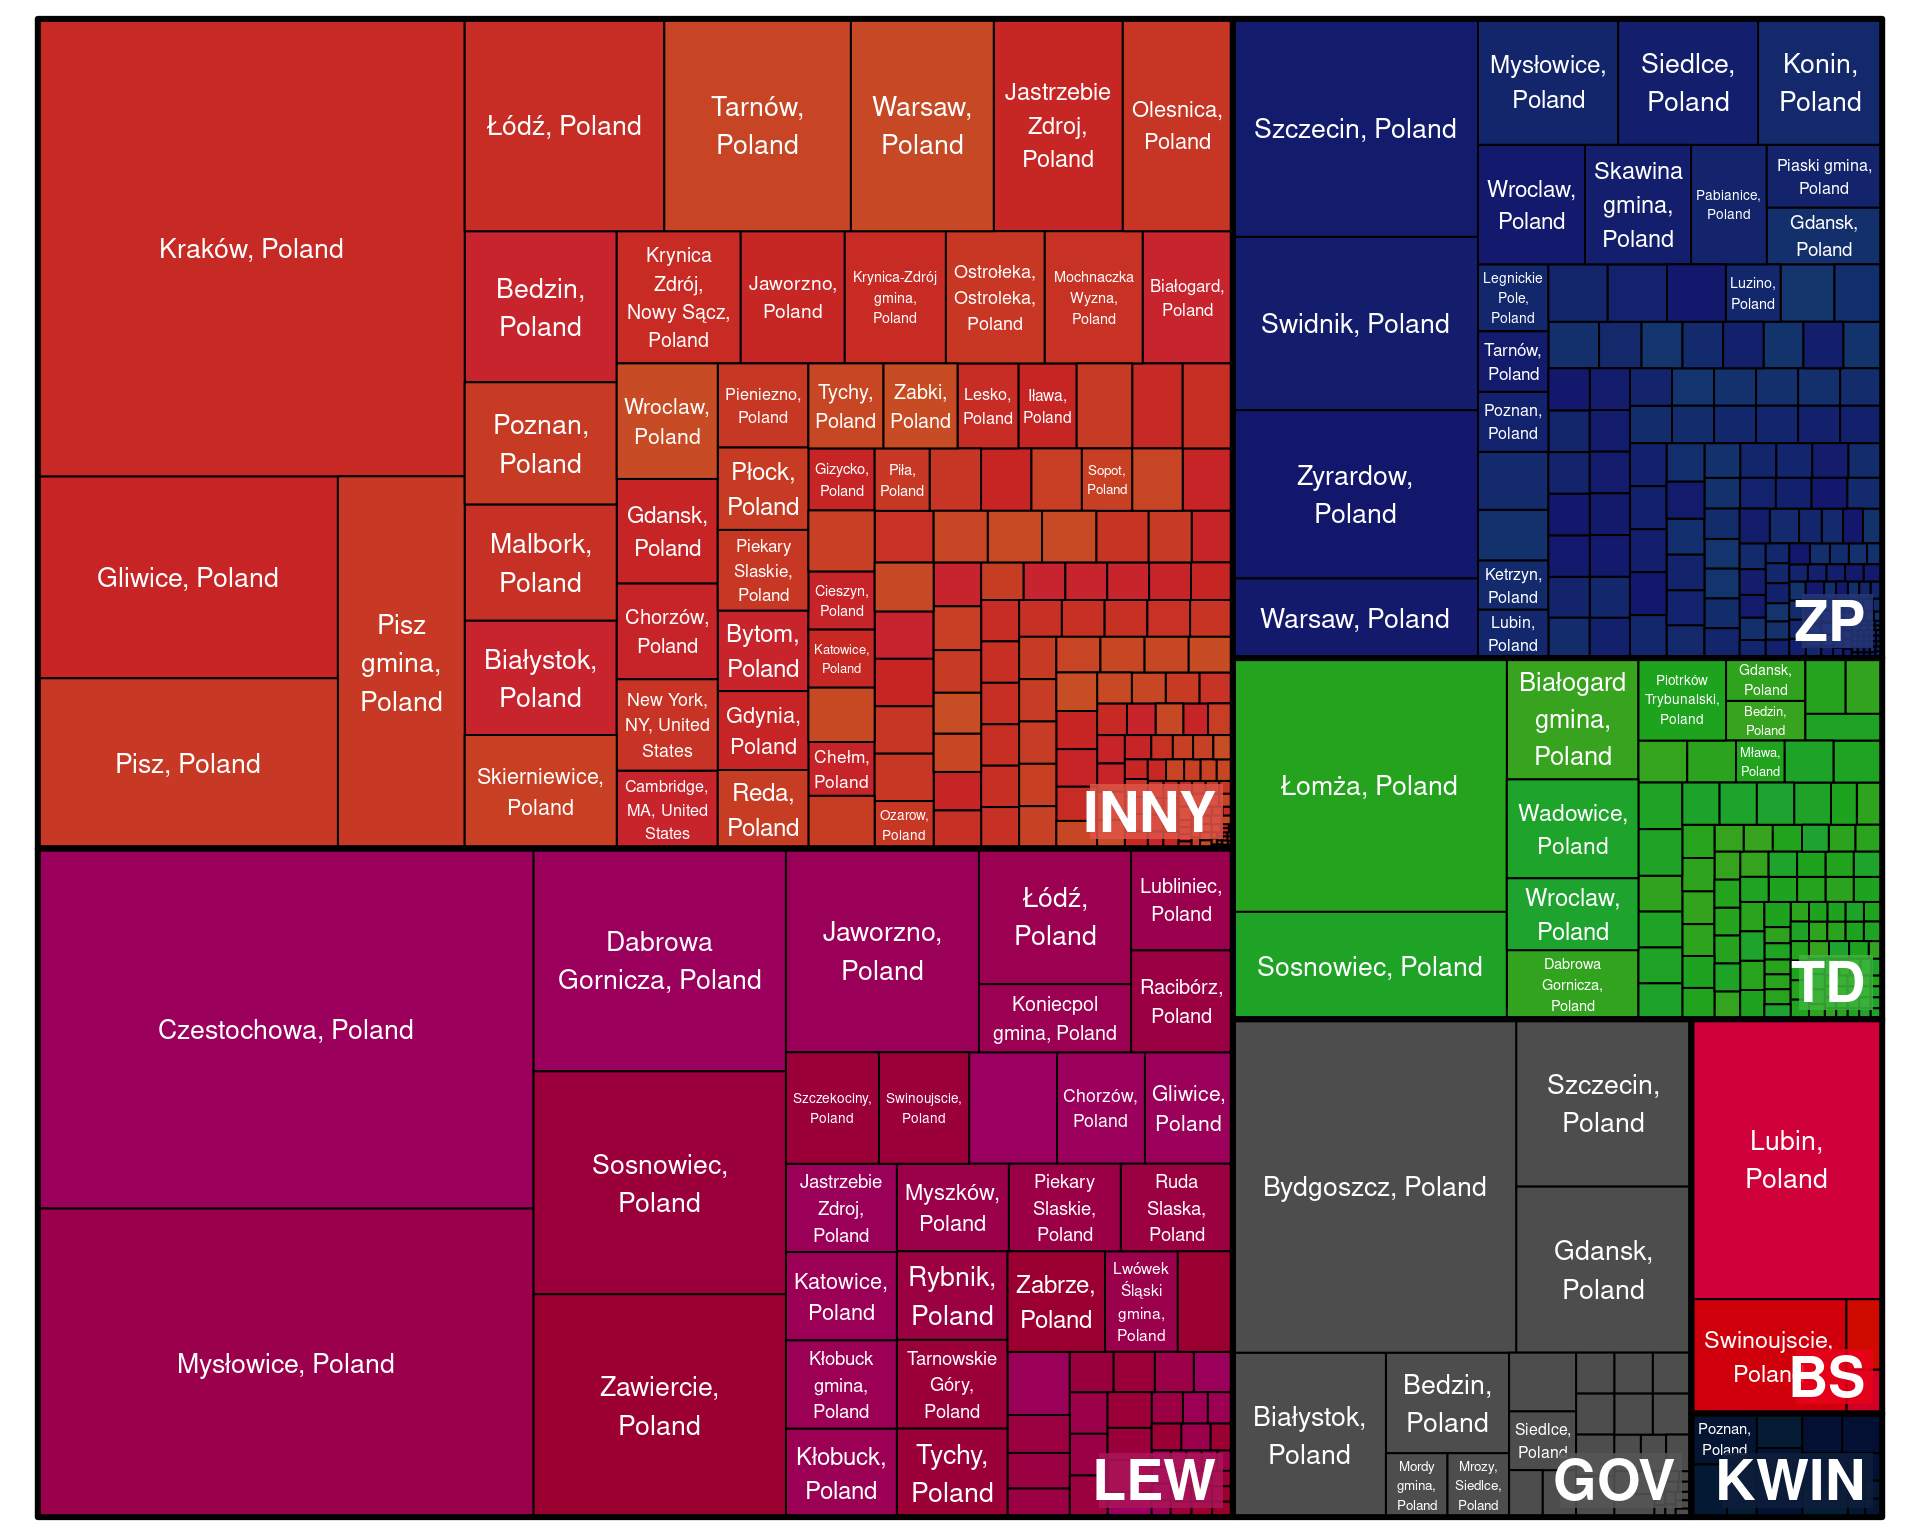 Kraków, Poland
Gliwice, Poland
Pisz, Poland
Pisz
gmina,
Poland
Łódź, Poland
Tarnów,
Poland
Warsaw,
Poland
Jastrzebie
Zdroj,
Poland
Olesnica,
Poland
Bedzin,
Poland
Poznan,
Poland
Malbork,
Poland
Białystok,
Poland
Skierniewice,
Poland
Krynica
Zdrój,
Nowy Sącz,
Poland
Jaworzno,
Poland
Krynica-Zdrój
gmina,
Poland
Ostrołeka,
Ostroleka,
Poland
Mochnaczka
Wyzna,
Poland
Białogard,
Poland
Wroclaw,
Poland
Gdansk,
Poland
Chorzów,
Poland
New York,
NY, United
States
Cambridge,
MA, United
States
Pieniezno,
Poland
Płock,
Poland
Piekary
Slaskie,
Poland
Bytom,
Poland
Gdynia,
Poland
Reda,
Poland
Tychy,
Poland
Zabki,
Poland
Lesko,
Poland
Iława,
Poland
Gizycko,
Poland
Piła,
Poland
Sopot,
Poland
Cieszyn,
Poland
Katowice,
Poland
Chełm,
Poland
Ozarow,
Poland
INNY
Szczecin, Poland
Swidnik, Poland
Zyrardow,
Poland
Warsaw, Poland
Mysłowice,
Poland
Siedlce,
Poland
Konin,
Poland
Wroclaw,
Poland
Skawina
gmina,
Poland
Pabianice,
Poland
Piaski gmina,
Poland
Gdansk,
Poland
Legnickie
Pole,
Poland
Luzino,
Poland
Tarnów,
Poland
Poznan,
Poland
Ketrzyn,
Poland
Lubin,
Poland
ZP
Łomża, Poland
Sosnowiec, Poland
Białogard
gmina,
Poland
Wadowice,
Poland
Wroclaw,
Poland
Dabrowa
Gornicza,
Poland
Piotrków
Trybunalski,
Poland
Gdansk,
Poland
Bedzin,
Poland
Mława,
Poland
TD
Czestochowa, Poland
Mysłowice, Poland
Dabrowa
Gornicza, Poland
Sosnowiec,
Poland
Zawiercie,
Poland
Jaworzno,
Poland
Łódź,
Poland
Koniecpol
gmina, Poland
Lubliniec,
Poland
Racibórz,
Poland
Szczekociny,
Poland
Swinoujscie,
Poland
Chorzów,
Poland
Gliwice,
Poland
Jastrzebie
Zdroj,
Poland
Myszków,
Poland
Piekary
Slaskie,
Poland
Ruda
Slaska,
Poland
Katowice,
Poland
Rybnik,
Poland
Zabrze,
Poland
Lwówek
Śląski
gmina,
Poland
Kłobuck
gmina,
Poland
Tarnowskie
Góry,
Poland
Kłobuck,
Poland
Tychy,
Poland
LEW
Bydgoszcz, Poland
Szczecin,
Poland
Gdansk,
Poland
Białystok,
Poland
Bedzin,
Poland
Mordy
gmina,
Poland
Mrozy,
Siedlce,
Poland
Siedlce,
Poland
GOV
Lubin,
Poland
Swinoujscie,
Poland
BS
Poznan,
Poland
KWIN